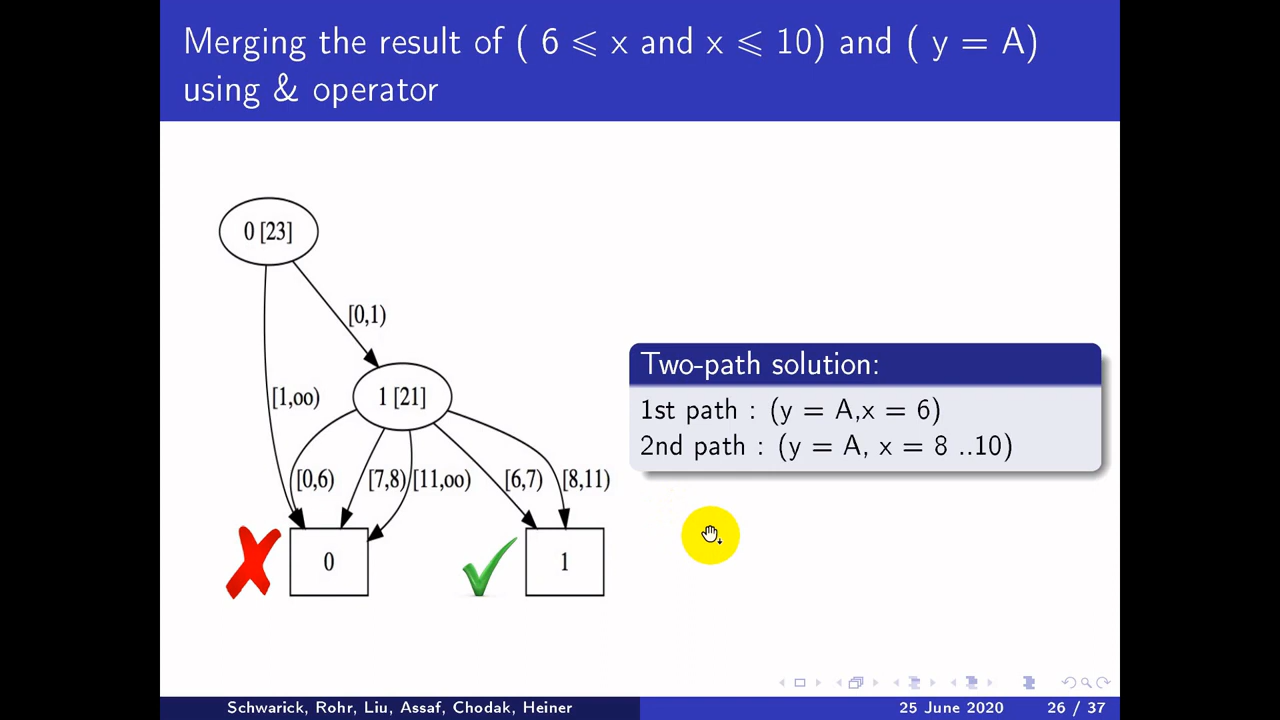 Merging the result of ( 6 ⩽ x and x ⩽ 10) and ( y = A)
using & operator
0 [23]
[0,1)
[1,oo)
1 [21]
[0,6)
[7,8)
[11,oo)
[6,7)
[8,11)
0
1
Two-path solution:
1st path : (y = A,x = 6)
2nd path : (y = A, x = 8 ..10)
Schwarick, Rohr, Liu, Assaf, Chodak, Heiner
25 June 2020
26 / 37